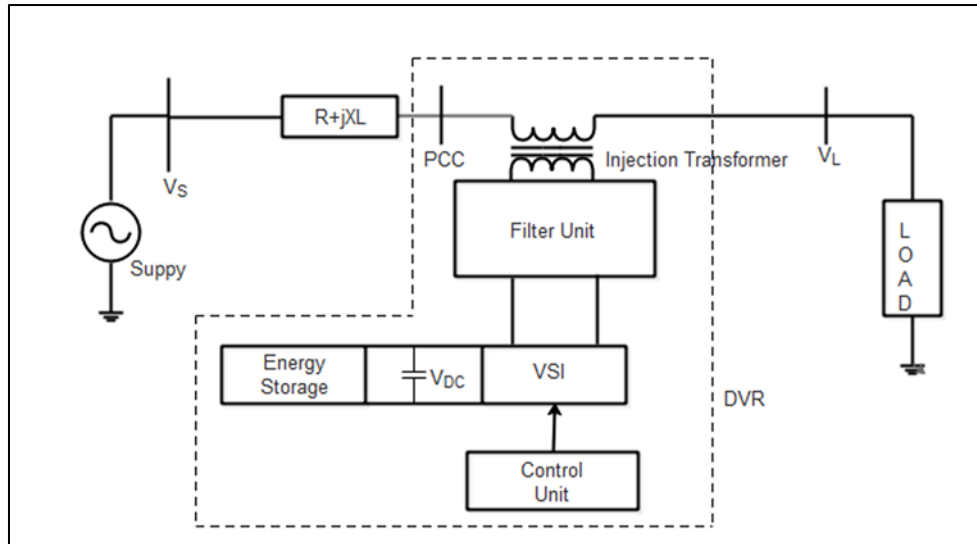 R+jXL
PCC
Injection Transformer
VL
VS
Filter Unit
L
O
A
D
Suppy
Energy
Storage
VDC
VSI
DVR
Control
Unit